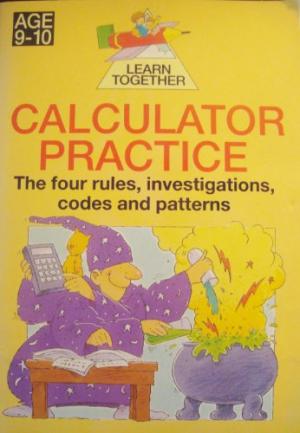 AGE
9-10
LEARN
TOGETHER
CALCULATOR
PRACTICE
The four rules, investigations,
codes and patterns